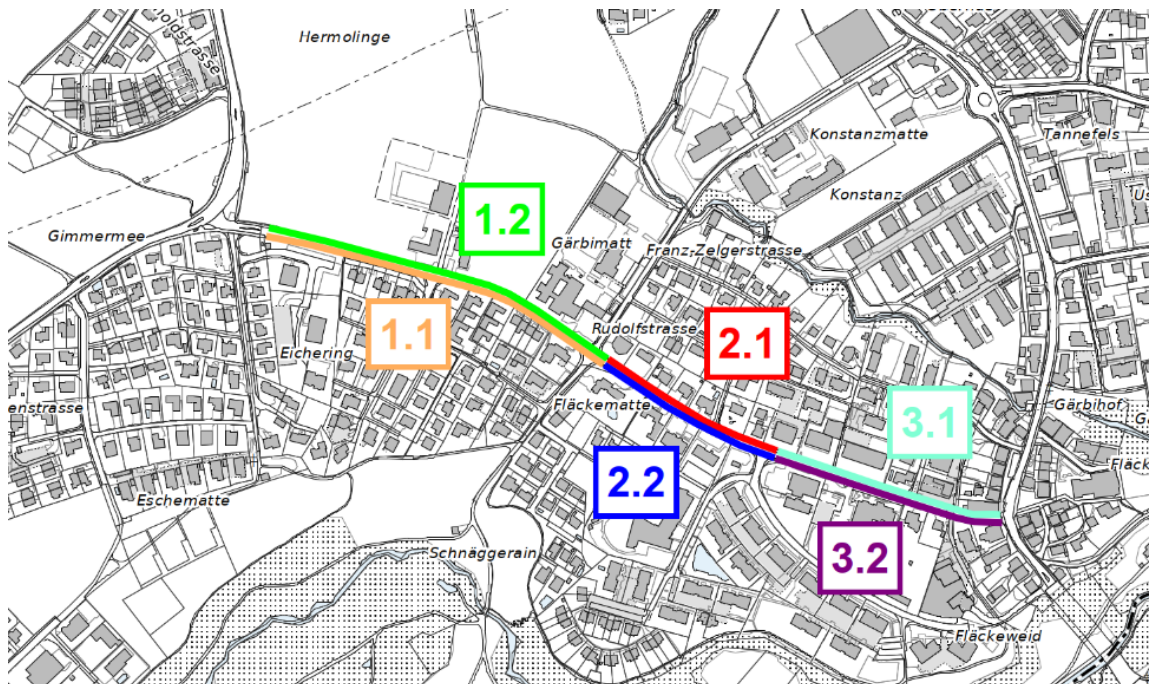 Hermolinge
Konstanzmatte
Tannefels
Konstanz
1.2
Gimmermee
Gärbimatt
Franz-Zelgerstrasse
1.1
Rudolfstrasse
2.1
Eichering
enstrasse
Fläckematte
3.1
Gärbihof
2.2
Eschematte
Schnäggerain
3.2
Fläckeweid